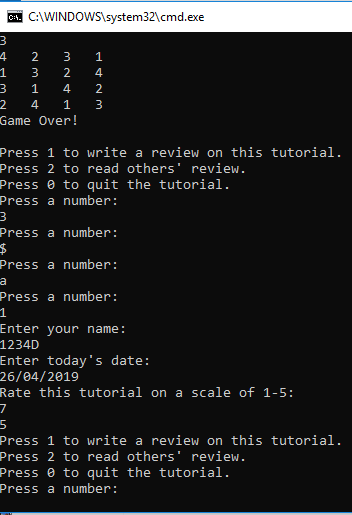 C:\WINDOWS\system32\cmd.exe
3
4 2 3 1
1 3 2 4
3 1 4 2
2 4 1 3
Game Over!
Press 1 to write a review on this tutorial.
Press 2 to read others' review.
Press 0 to quit the tutorial.
Press a number:
3
Press a number:
$
Press a number:
a
Press a number:
1
Enter your name:
1234D
Enter today's date:
26/04/2019
Rate this tutorial on a scale of 1-5:
7
5
Press 1 to write a review on this tutorial.
Press 2 to read others' review.
Press 0 to quit the tutorial.
Press a number: